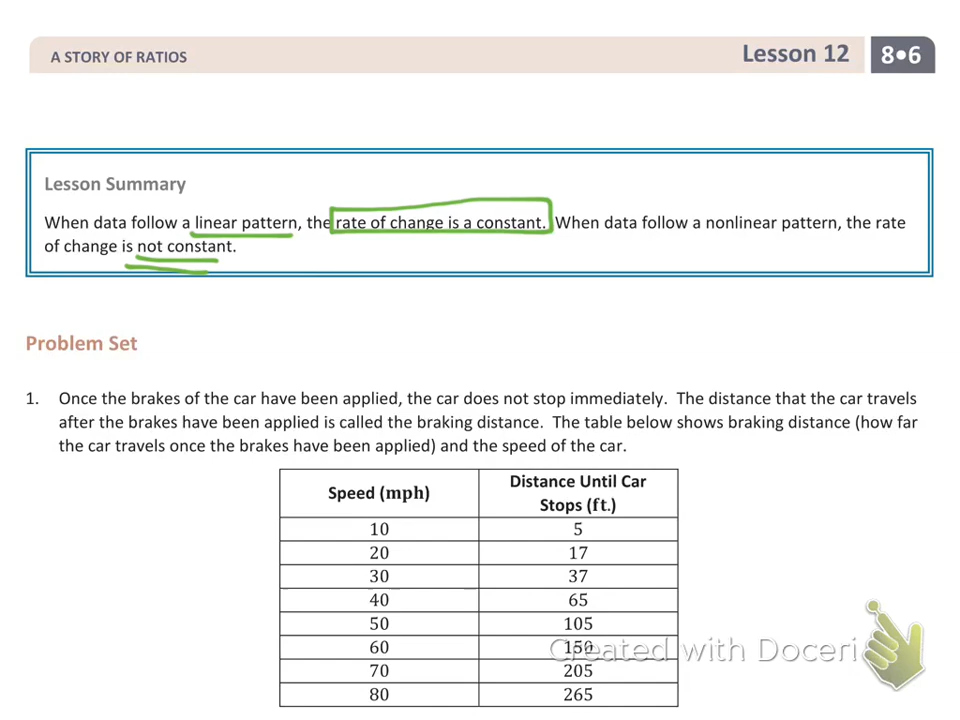 A STORY OF RATIOS
Lesson 12
8•6
Lesson Summary
When data follow a linear pattern, the rate of change is a constant. When data follow a nonlinear pattern, the rate
of change is not constant.
Problem Set
1. Once the brakes of the car have been applied, the car does not stop immediately. The distance that the car travels
after the brakes have been applied is called the braking distance. The table below shows braking distance (how far
the car travels once the brakes have been applied) and the speed of the car.
Speed (mph) Distance Until Car
Stops (ft.)
10 5
20 17
30 37
40 65
50 105
60 150
70 205
80 265
Created with Doceri